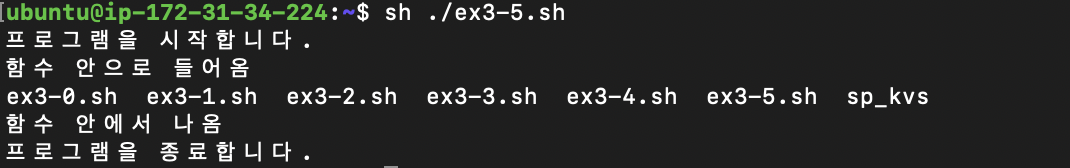 [ubuntu@ip-172-31-34-224:~$ sh ./ex3-5.sh
프로그램을 시작합니다.
함수 안으로 들어옴
ex3-0.sh  ex3-1.sh  ex3-2.sh  ex3-3.sh  ex3-4.sh  ex3-5.sh  sp_kvs
함수 안에서 나옴
프로그램을 종료합니다.